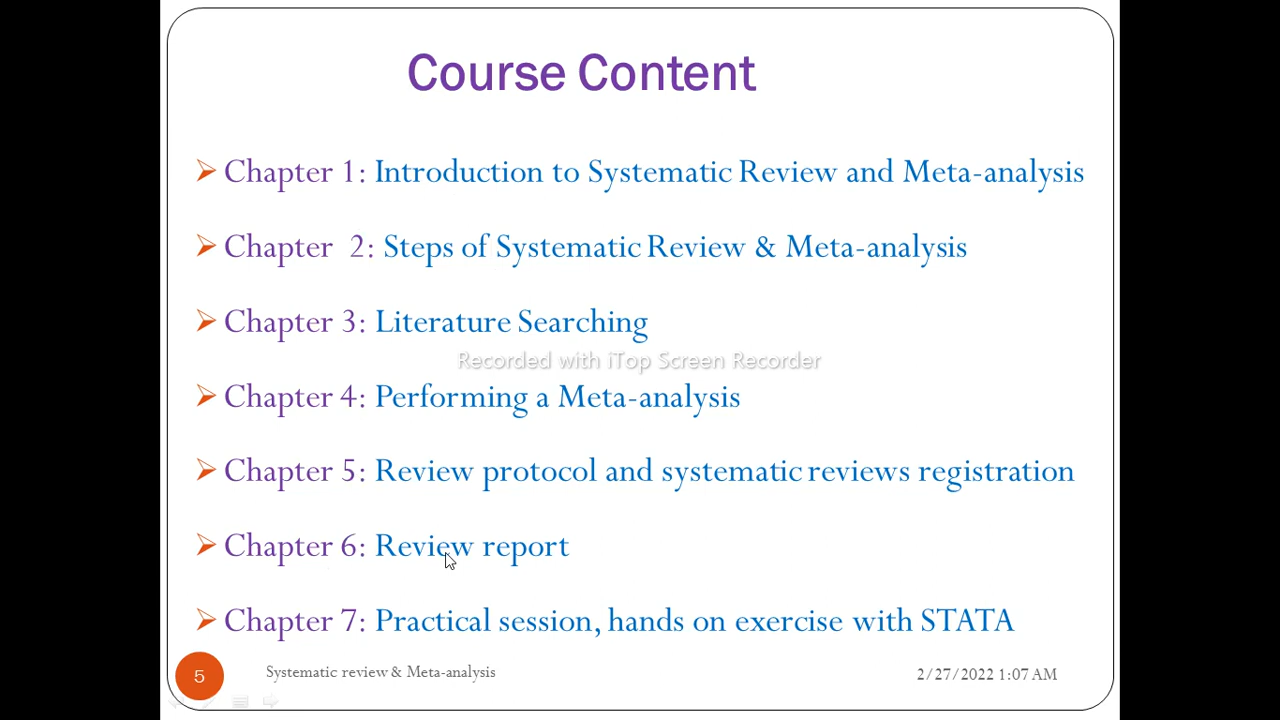 Course Content
Chapter 1: Introduction to Systematic Review and Meta-analysis
Chapter 2: Steps of Systematic Review & Meta-analysis
Chapter 3: Literature Searching
Recorded with iTop Screen Recorder
Chapter 4: Performing a Meta-analysis
Chapter 5: Review protocol and systematic reviews registration
Chapter 6: Review report
Chapter 7: Practical session, hands on exercise with STATA
5 Systematic review & Meta-analysis 2/27/2022 1:07 AM